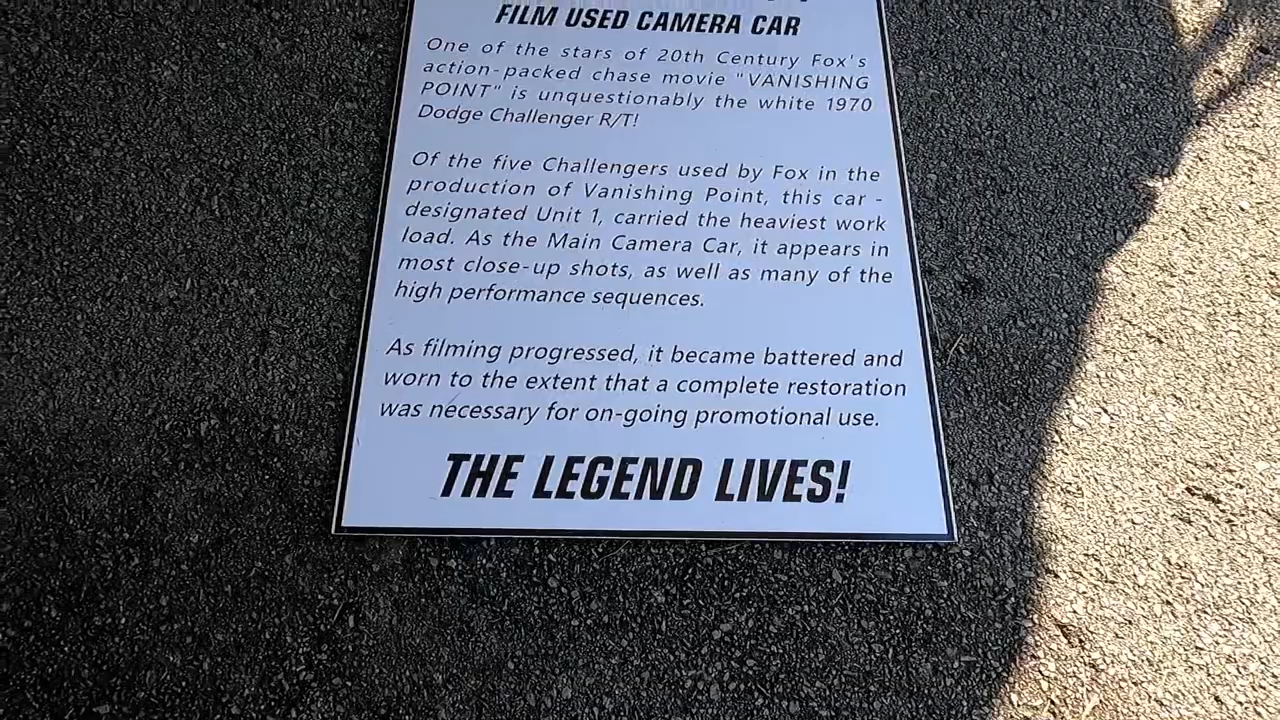 FILM USED CAMERA CAR
One of the stars of 20th Century Fox's
action-packed chase movie "VANISHING
POINT" is unquestionably the white 1970
Dodge Challenger R/T!
Of the five Challengers used by Fox in the
production of Vanishing Point, this car -
designated Unit 1, carried the heaviest work
load. As the Main Camera Car, it appears in
most close-up shots, as well as many of the
high performance sequences.
As filming progressed, it became battered and
worn to the extent that a complete restoration
was necessary for on-going promotional use.
THE LEGEND LIVES!